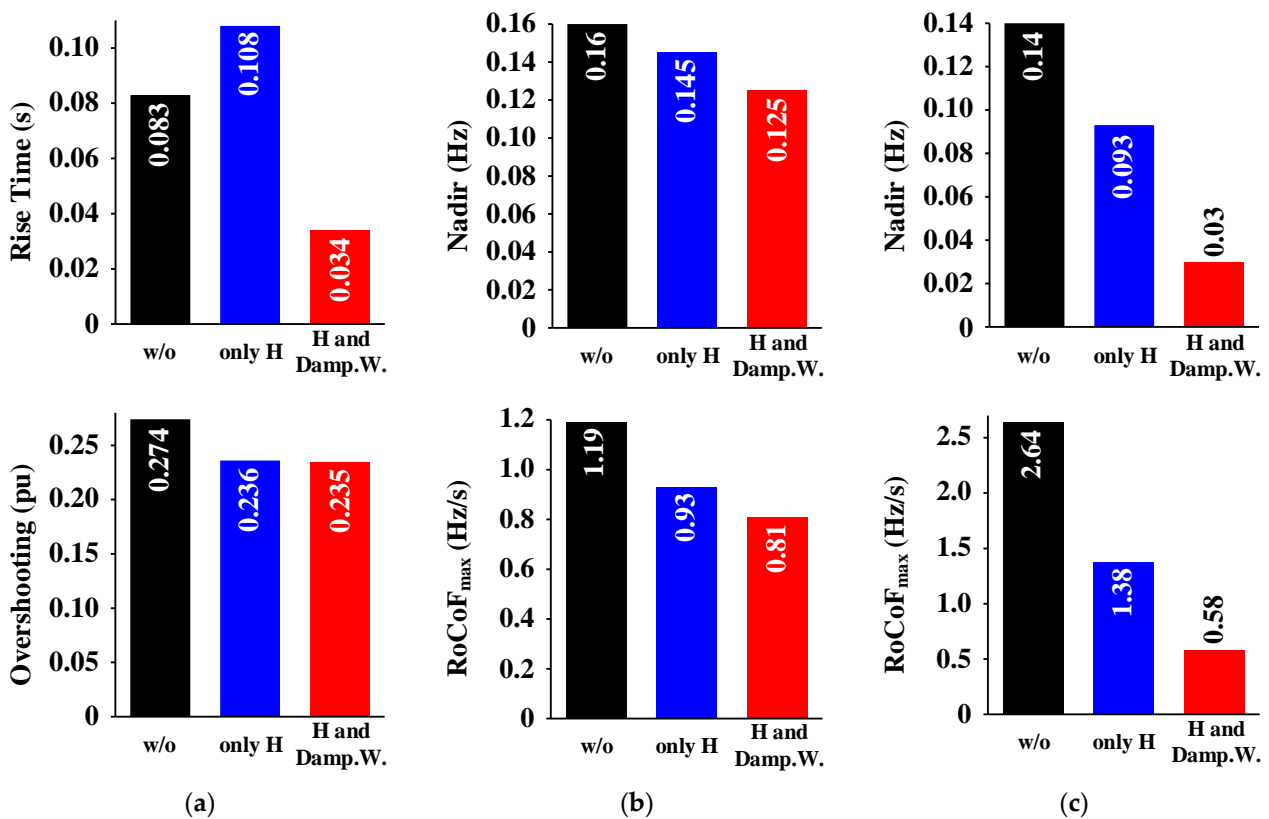 Rise Time (s)
0.10
0.08
0.06
0.04
0.02
0
0.083
0.108
0.034
w/o
only H
H and
Damp.W.
Nadir (Hz)
0.16
0.14
0.12
0.10
0.08
0.06
0.04
0.02
0
0.16
0.145
0.125
w/o
only H
H and
Damp.W.
Nadir (Hz)
0.14
0.12
0.10
0.08
0.06
0.04
0.02
0
0.14
0.093
0.03
w/o
only H
H and
Damp.W.
Overshooting (pu)
0.25
0.20
0.15
0.10
0.05
0
0.274
0.236
0.235
w/o
only H
H and
Damp.W.
RoCoFmax (Hz/s)
1.2
1.0
0.8
0.6
0.4
0.2
0
1.19
0.93
0.81
w/o
only H
H and
Damp.W.
RoCoFmax (Hz/s)
2.5
2.0
1.5
1.0
0.5
0
2.64
1.38
0.58
w/o
only H
H and
Damp.W.
(a)
(b)
(c)